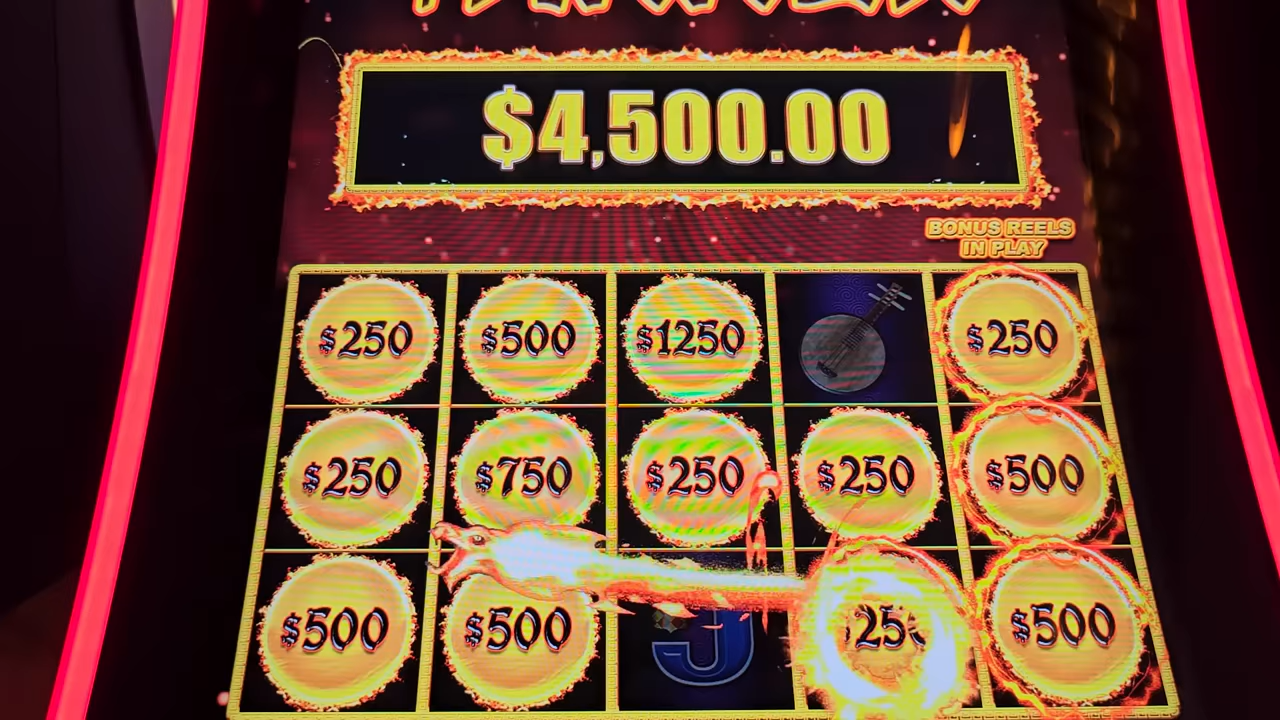 $4,500.00
BONUS REELS
IN PLAY
$250 $500 $1250 $250
$250 $750 $250 $250 $500
$500 $500 J $500